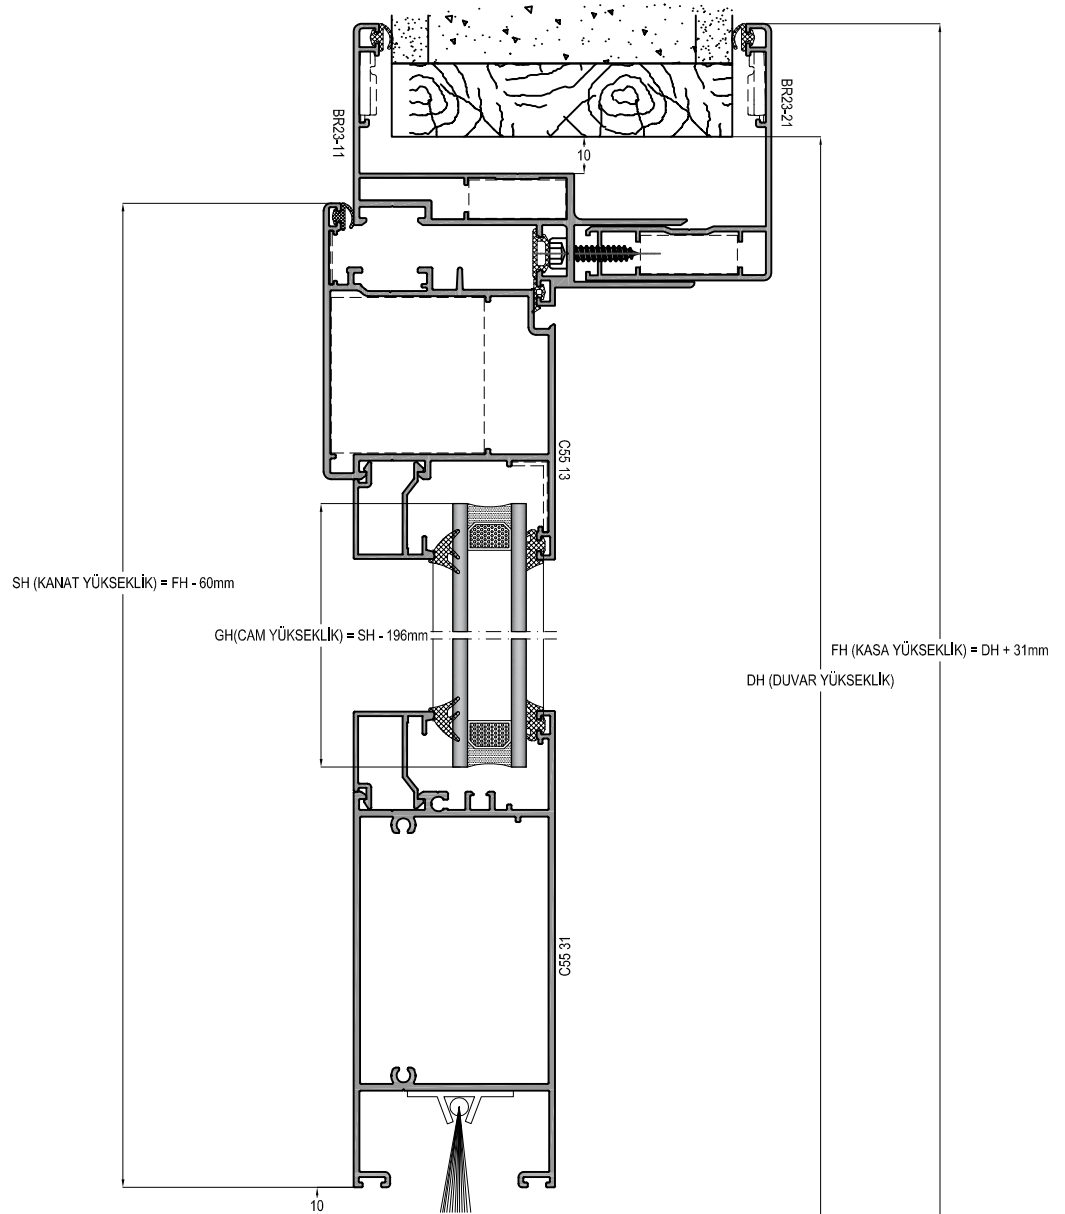 BR23-21
BR23-11
10
C55 13
SH (KANAT YÜKSEKLİK) = FH - 60mm
GH(CAM YÜKSEKLİK) = SH - 196mm
FH (KASA YÜKSEKLİK) = DH + 31mm
DH (DUVAR YÜKSEKLİK)
C55 31
10